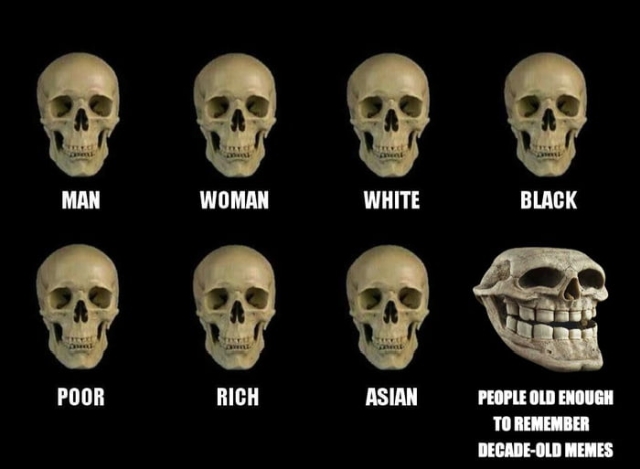 MAN
WOMAN
WHITE
BLACK
POOR
RICH
ASIAN
PEOPLE OLD ENOUGH
TO REMEMBER
DECADE-OLD MEMES